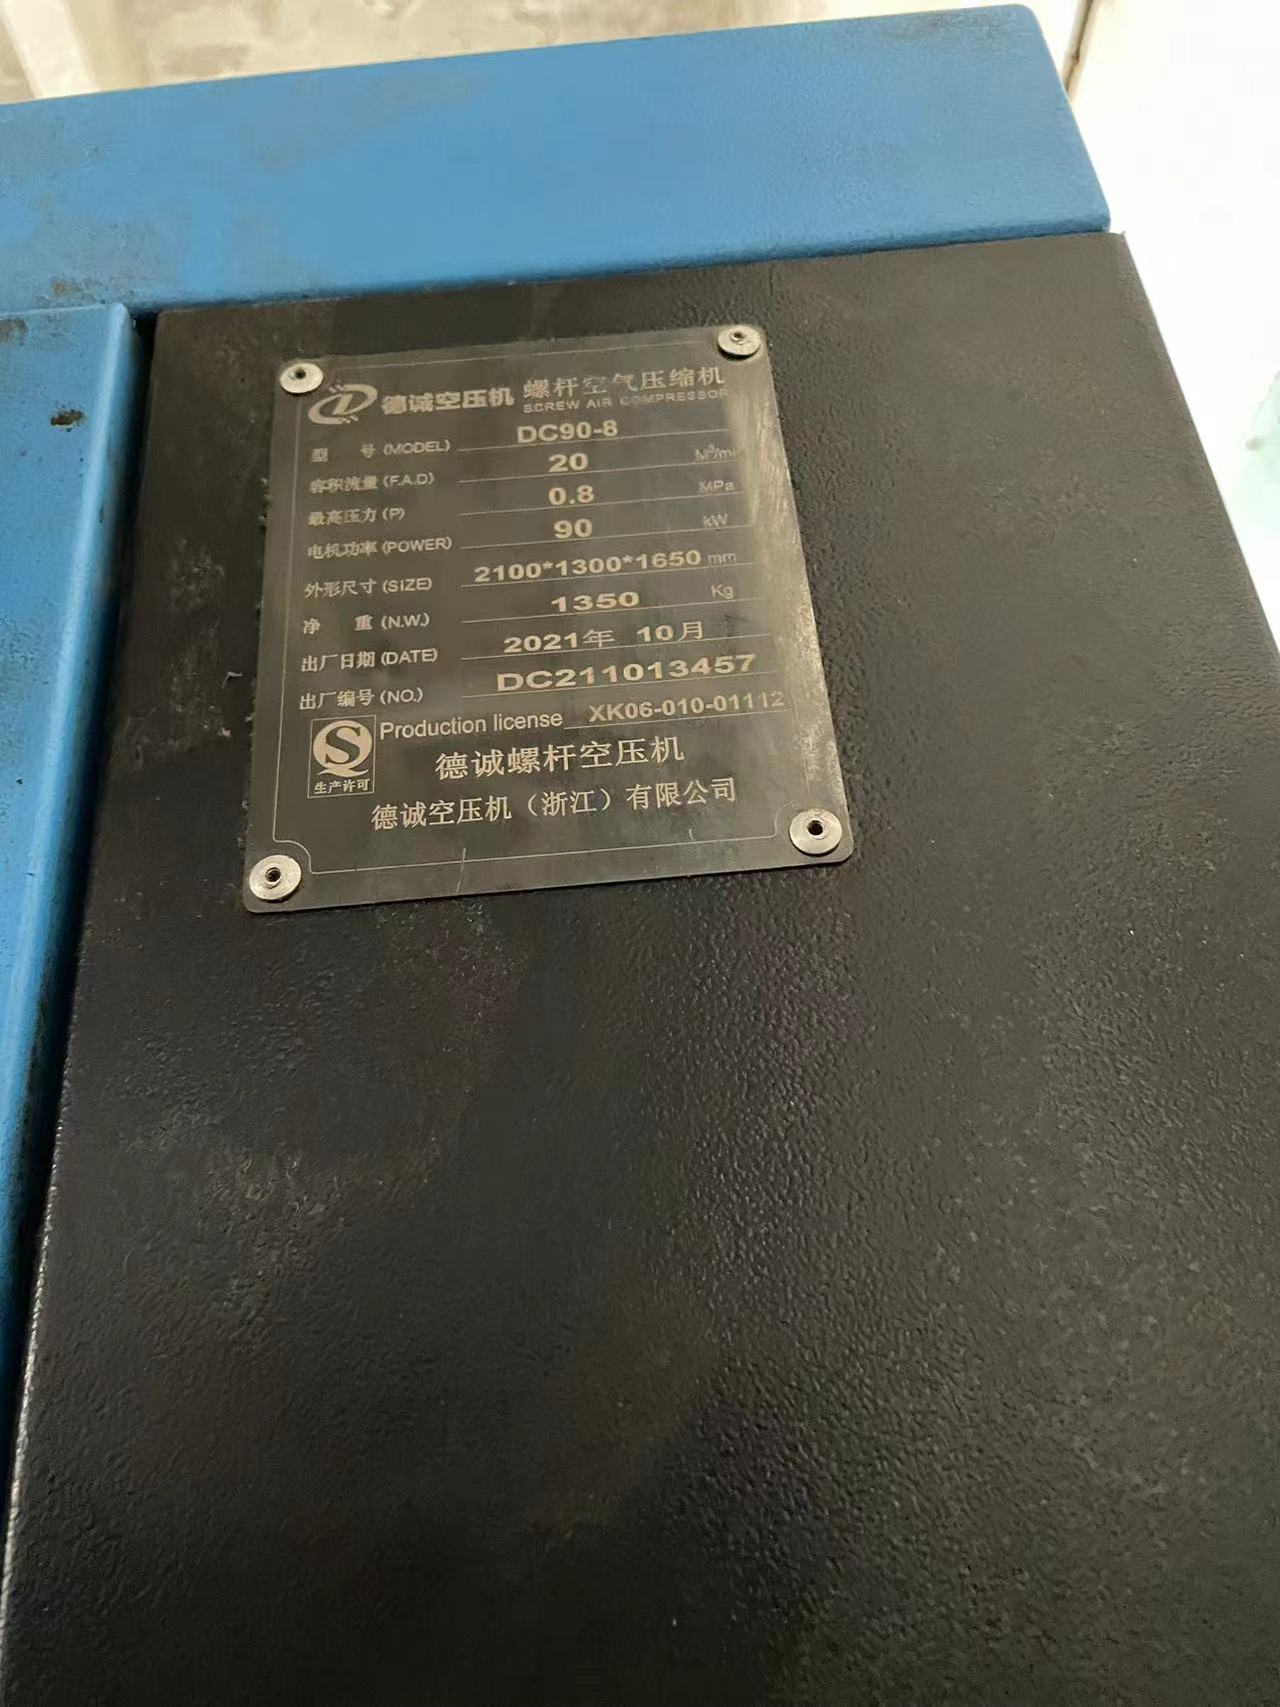 德诚空压机 螺杆空气压缩机
SCREW AIR COMPRESSOR
型 号 (MODEL) DC90-8
容积流量 (F.A.D) 20 M³/mi
最高压力 (P) 0.8 MPa
电机功率 (POWER) 90 kW
外形尺寸 (SIZE) 2100*1300*1650 mm
净 重 (N.W.) 1350 Kg
出厂日期 (DATE) 2021年 10月
出厂编号 (NO.) DC211013457
Production license XK06-010-01112
生产许可
德诚螺杆空压机
德诚空压机（浙江）有限公司